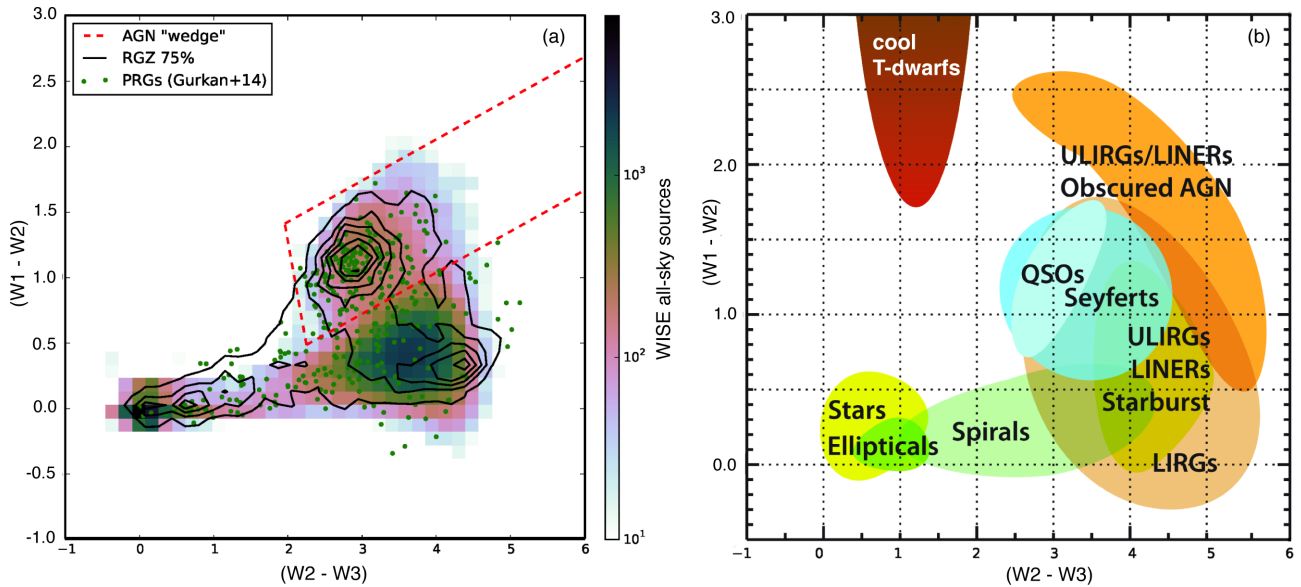 3.0
2.5
2.0
1.5
1.0
0.5
0.0
-0.5
-1.0
(W1 - W2)
AGN "wedge"
RGZ 75%
PRGs (Gurkan+14)
(a)
−1
0
1
2
3
4
5
6
(W2 - W3)
10³
10²
10¹
WISE all-sky sources
(b)
3.0
2.0
1.0
0.0
(W1 - W2)
cool
T-dwarfs
ULIRGs/LINERs
Obscured AGN
QSOs
Seyferts
ULIRGs
LINERs
Starburst
Stars
Ellipticals
Spirals
LIRGs
−1
0
1
2
3
4
5
6
(W2 - W3)